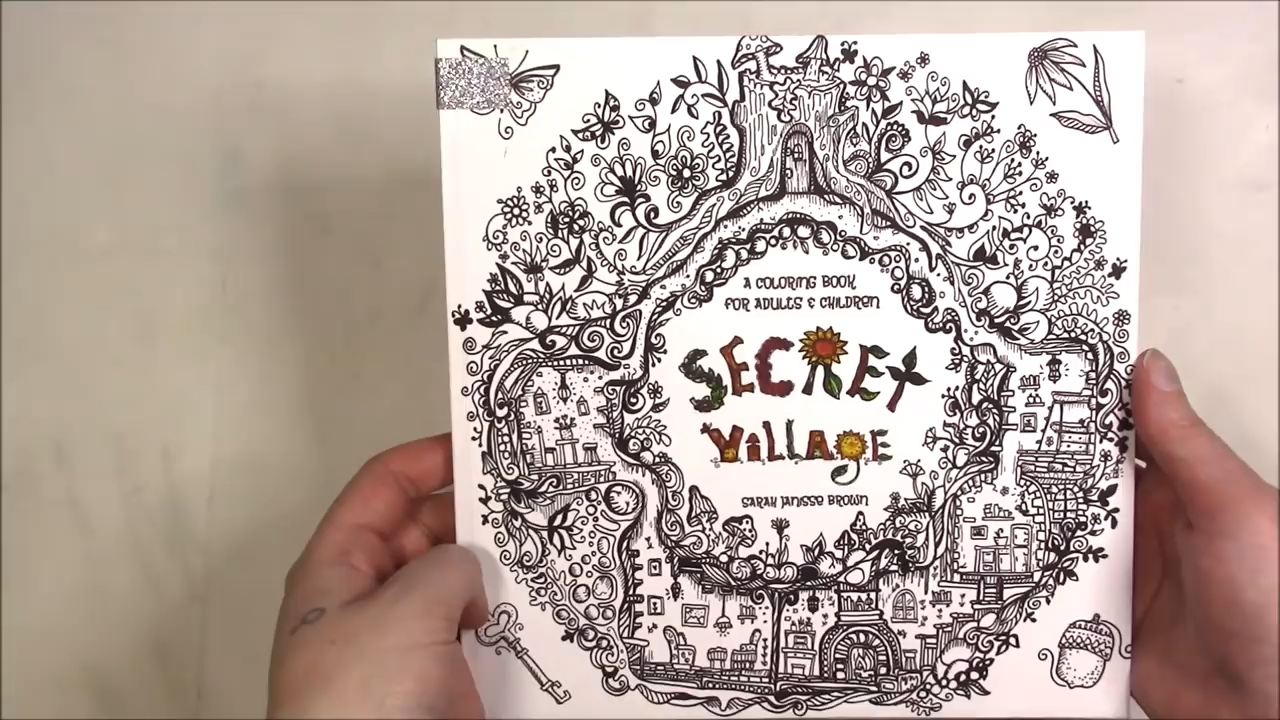 A COLORING BOOK
FOR ADULTS & CHILDREN
SECRET
VILLAGE
SARAH JANISSE BROWN